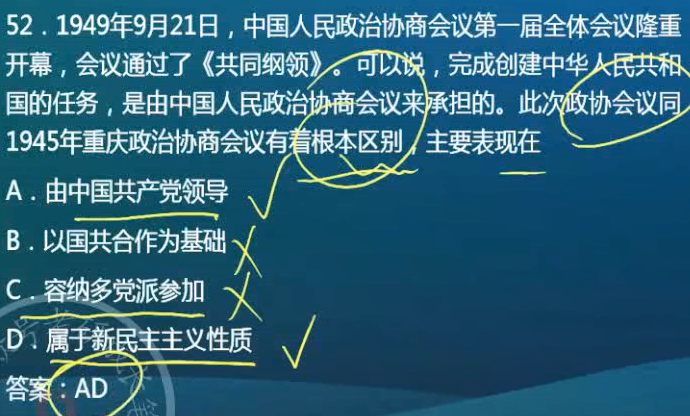 52．1949年9月21日，中国人民政治协商会议第一届全体会议隆重
开幕，会议通过了《共同纲领》。可以说，完成创建中华人民共和
国的任务，是由中国人民政治协商会议来承担的。此次政协会议同
1945年重庆政治协商会议有着根本区别，主要表现在
A．由中国共产党领导
B．以国共合作为基础
C．容纳多党派参加
D．属于新民主主义性质
答案：AD